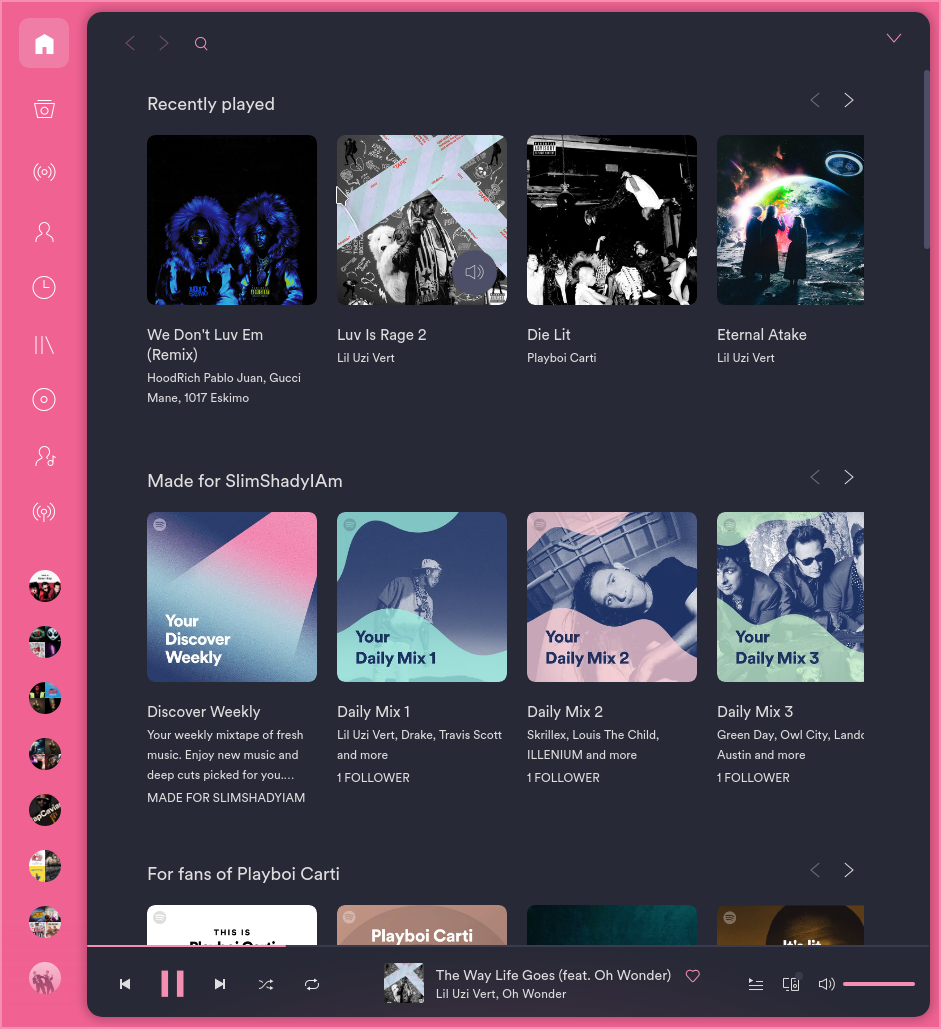 Recently played
We Don't Luv Em
(Remix)
HoodRich Pablo Juan, Gucci
Mane, 1017 Eskimo
Luv Is Rage 2
Lil Uzi Vert
Die Lit
Playboi Carti
Eternal Atake
Lil Uzi Vert
Made for SlimShadyIAm
Your
Discover
Weekly
Your
Daily Mix 1
Your
Daily Mix 2
Your
Daily Mix 3
Discover Weekly
Your weekly mixtape of fresh
music. Enjoy new music and
deep cuts picked for you....
MADE FOR SLIMSHADYIAM
Daily Mix 1
Lil Uzi Vert, Drake, Travis Scott
and more
1 FOLLOWER
Daily Mix 2
Skrillex, Louis The Child,
ILLENIUM and more
1 FOLLOWER
Daily Mix 3
Green Day, Owl City, Landc
Austin and more
1 FOLLOWER
For fans of Playboi Carti
THIS IS
Playboi Carti
Playboi Carti
It's lit
The Way Life Goes (feat. Oh Wonder)
Lil Uzi Vert, Oh Wonder